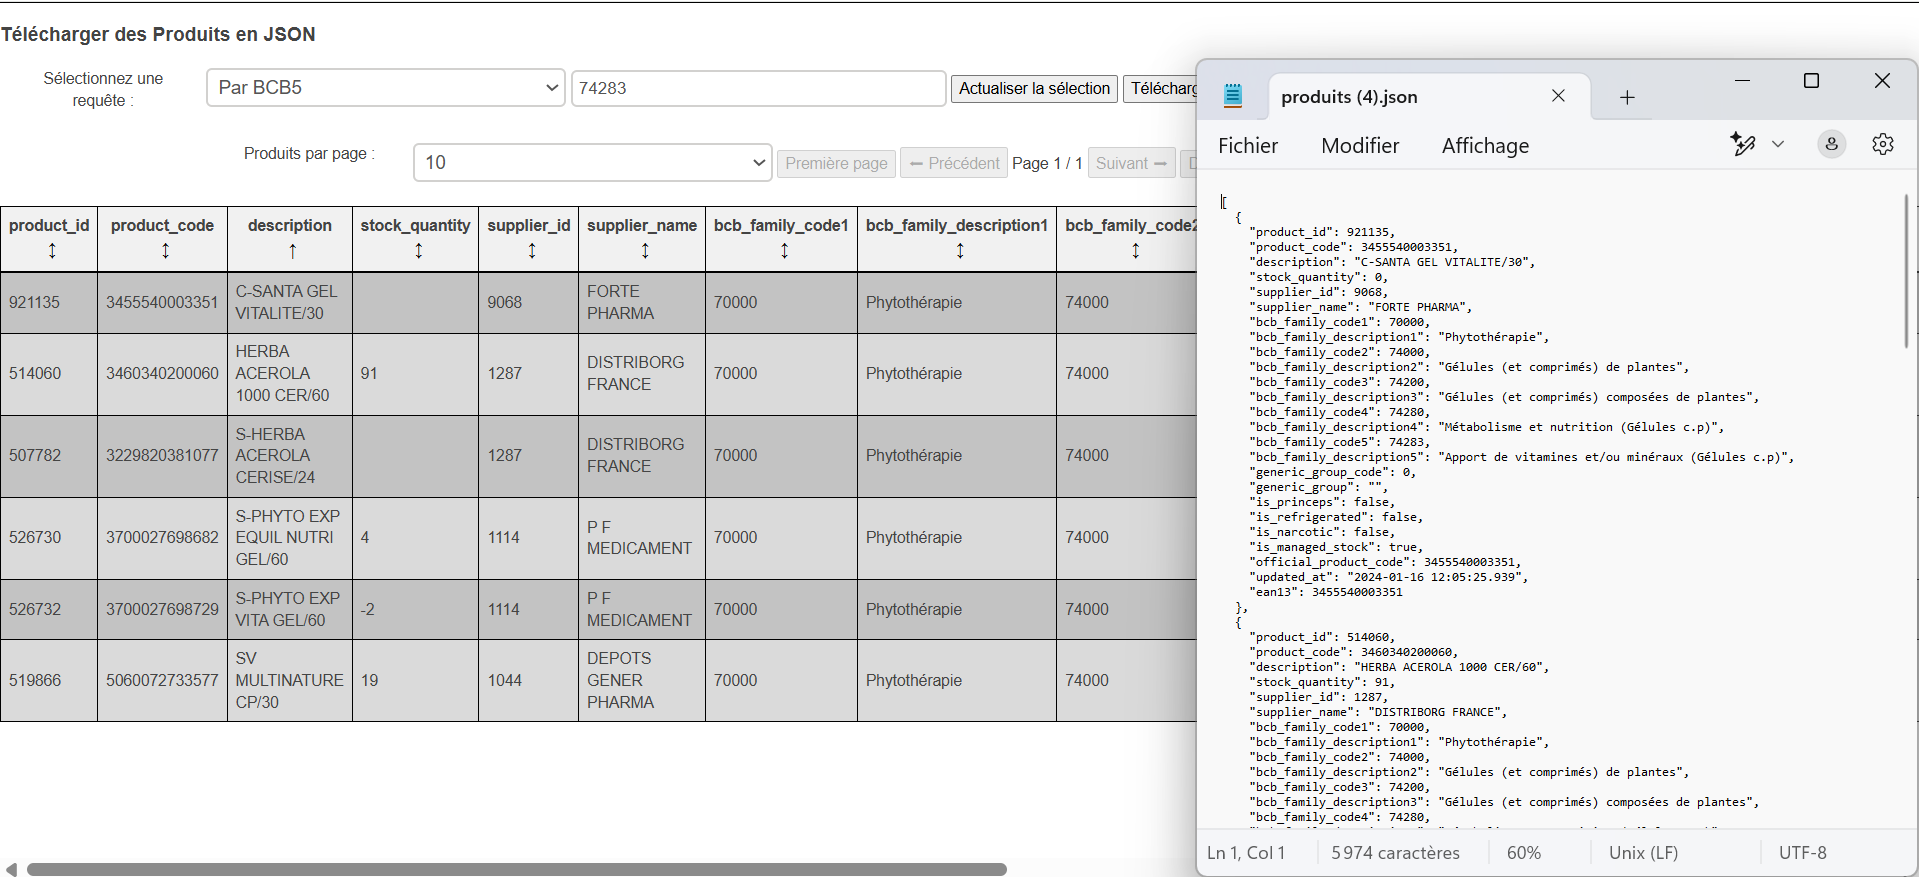 Télécharger des Produits en JSON
Sélectionnez une
requête :
Par BCB5
74283
Actualiser la sélection
Produits par page :
10
Première page
← Précédent
Page 1 / 1
Suivant →
product_id ↕ product_code ↕ description ↑ stock_quantity ↕ supplier_id ↕ supplier_name ↕ bcb_family_code1 ↕ bcb_family_description1 ↕ bcb_family_code2 ↕
921135 3455540003351 C-SANTA GEL VITALITE/30 9068 FORTE PHARMA 70000 Phytothérapie 74000
514060 3460340200060 HERBA ACEROLA 1000 CER/60 91 1287 DISTRIBORG FRANCE 70000 Phytothérapie 74000
507782 3229820381077 S-HERBA ACEROLA CERISE/24 1287 DISTRIBORG FRANCE 70000 Phytothérapie 74000
526730 3700027698682 S-PHYTO EXP EQUIL NUTRI GEL/60 4 1114 P F MEDICAMENT 70000 Phytothérapie 74000
526732 3700027698729 S-PHYTO EXP VITA GEL/60 -2 1114 P F MEDICAMENT 70000 Phytothérapie 74000
519866 5060072733577 SV MULTINATURE CP/30 19 1044 DEPOTS GENER PHARMA 70000 Phytothérapie 74000
produits (4).json
Fichier Modifier Affichage
[
{
"product_id": 921135,
"product_code": 3455540003351,
"description": "C-SANTA GEL VITALITE/30",
"stock_quantity": 0,
"supplier_id": 9068,
"supplier_name": "FORTE PHARMA",
"bcb_family_code1": 70000,
"bcb_family_description1": "Phytothérapie",
"bcb_family_code2": 74000,
"bcb_family_description2": "Gélules (et comprimés) de plantes",
"bcb_family_code3": 74200,
"bcb_family_description3": "Gélules (et comprimés) composées de plantes",
"bcb_family_code4": 74280,
"bcb_family_description4": "Métabolisme et nutrition (Gélules c.p)",
"bcb_family_code5": 74283,
"bcb_family_description5": "Apport de vitamines et/ou minéraux (Gélules c.p)",
"generic_group_code": 0,
"generic_group": "",
"is_princeps": false,
"is_refrigerated": false,
"is_narcotic": false,
"is_managed_stock": true,
"official_product_code": 3455540003351,
"updated_at": "2024-01-16 12:05:25.939",
"ean13": 3455540003351
},
{
"product_id": 514060,
"product_code": 3460340200060,
"description": "HERBA ACEROLA 1000 CER/60",
"stock_quantity": 91,
"supplier_id": 1287,
"supplier_name": "DISTRIBORG FRANCE",
"bcb_family_code1": 70000,
"bcb_family_description1": "Phytothérapie",
"bcb_family_code2": 74000,
"bcb_family_description2": "Gélules (et comprimés) de plantes",
"bcb_family_code3": 74200,
"bcb_family_description3": "Gélules (et comprimés) composées de plantes",
"bcb_family_code4": 74280,
Ln 1, Col 1
5974 caractères
60%
Unix (LF)
UTF-8